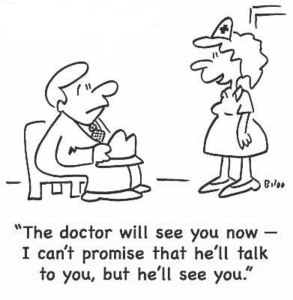 Bilbo
"The doctor will see you now —
I can't promise that he'll talk
to you, but he'll see you."